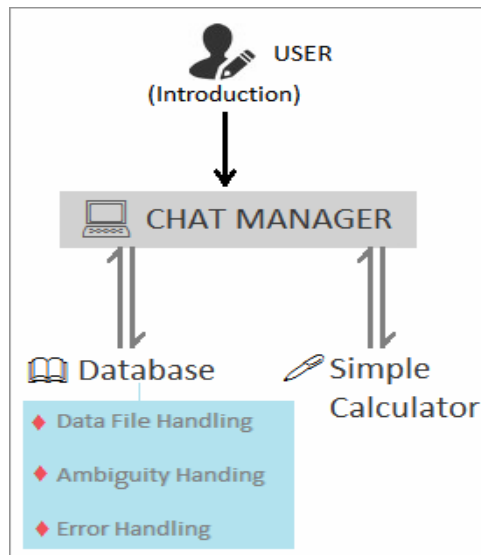 USER
(Introduction)
CHAT MANAGER
Database
Data File Handling
Ambiguity Handing
Error Handling
Simple
Calculator